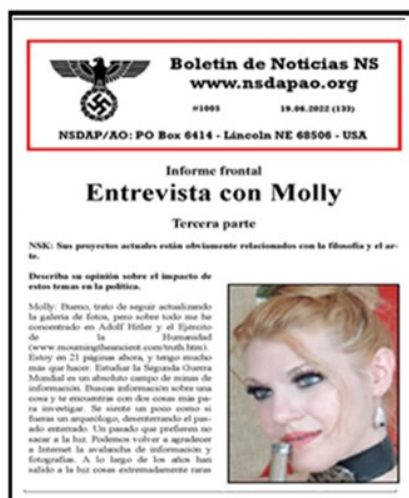 Boletin de Noticias NS
www.nsdapao.org
#1005 19.06.2022 (133)
NSDAP/AO: PO Box 6414 - Lincoln NE 68506 - USA
Informe frontal
Entrevista con Molly
Tercera parte
NSK: Sus proyectos actuales están obviamente relacionados con la filosofía y el ar-
te.
Describa su opinión sobre el impacto de
estos temas en la política.
Molly: Bueno, trato de seguir actualizando
la galería de fotos, pero sobre todo me he
concentrado en Adolf Hitler y el Ejército
de la Humanidad
(www.mourningtheancient.com/truth.htm).
Estoy en 21 páginas ahora, y tengo mucho
más que hacer. Estudiar la Segunda Guerra
Mundial es un absoluto campo de minas de
información. Buscas información sobre una
cosa y te encuentras con dos cosas más pa-
ra investigar. Se siente un poco como si
fueras un arqueólogo, desenterrando el pa-
sado enterrado. Un pasado que prefieren no
sacar a la luz. Podemos volver a agradecer
a Internet la avalancha de información y
fotografías. A lo largo de los años han
salido a la luz cosas extremadamente raras